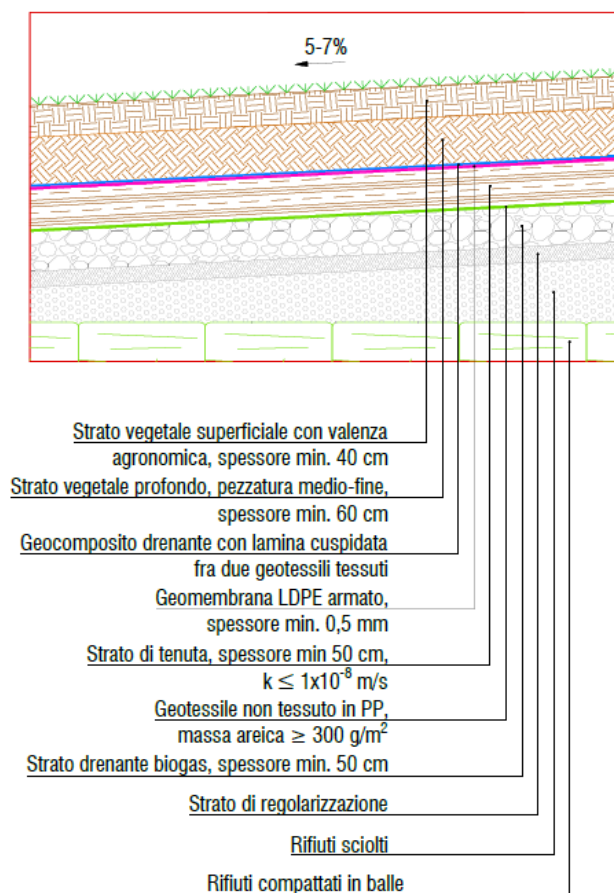 5-7%
Strato vegetale superficiale con valenza
agronomica, spessore min. 40 cm
Strato vegetale profondo, pezzatura medio-fine,
spessore min. 60 cm
Geocomposito drenante con lamina cuspidata
fra due geotessili tessuti
Geomembrana LDPE armato,
spessore min. 0,5 mm
Strato di tenuta, spessore min 50 cm,
k ≤ 1x10⁻⁸ m/s
Geotessile non tessuto in PP,
massa areica ≥ 300 g/m²
Strato drenante biogas, spessore min. 50 cm
Strato di regolarizzazione
Rifiuti sciolti
Rifiuti compattati in balle